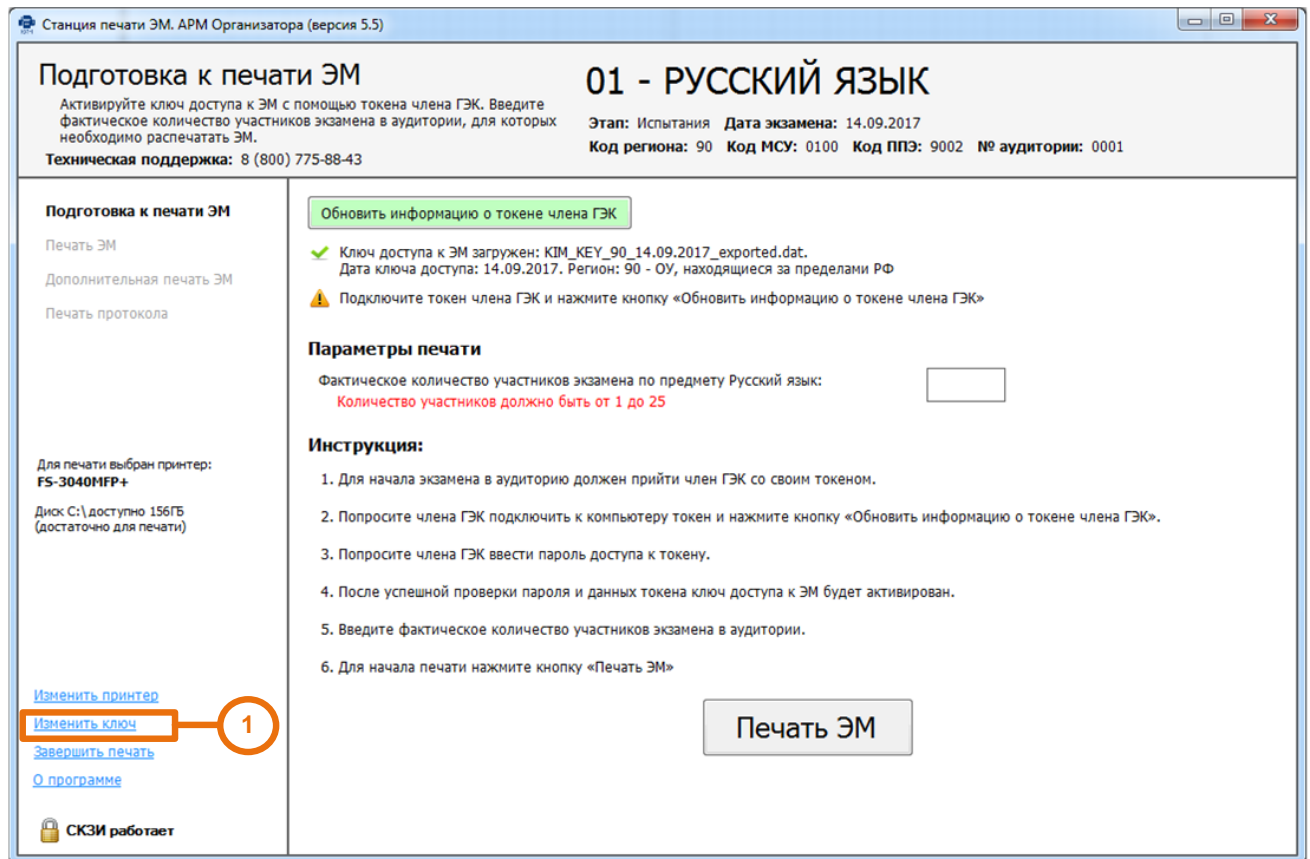 Станция печати ЭМ. АРМ Организатора (версия 5.5)
Подготовка к печати ЭМ
Активируйте ключ доступа к ЭМ с помощью токена члена ГЭК. Введите
фактическое количество участников экзамена в аудитории, для которых
необходимо распечатать ЭМ.
Техническая поддержка: 8 (800) 775-88-43
01 - РУССКИЙ ЯЗЫК
Этап: Испытания Дата экзамена: 14.09.2017
Код региона: 90 Код МСУ: 0100 Код ППЭ: 9002 № аудитории: 0001
Подготовка к печати ЭМ
Печать ЭМ
Дополнительная печать ЭМ
Печать протокола
Для печати выбран принтер:
FS-3040MFP+
Диск C:\ доступно 156ГБ
(достаточно для печати)
Изменить принтер
Изменить ключ
1
Завершить печать
О программе
СКЗИ работает
Обновить информацию о токене члена ГЭК
Ключ доступа к ЭМ загружен: KIM_KEY_90_14.09.2017_exported.dat.
Дата ключа доступа: 14.09.2017. Регион: 90 - ОУ, находящиеся за пределами РФ
Подключите токен члена ГЭК и нажмите кнопку «Обновить информацию о токене члена ГЭК»
Параметры печати
Фактическое количество участников экзамена по предмету Русский язык:
Количество участников должно быть от 1 до 25
Инструкция:
1. Для начала экзамена в аудиторию должен прийти член ГЭК со своим токеном.
2. Попросите члена ГЭК подключить к компьютеру токен и нажмите кнопку «Обновить информацию о токене члена ГЭК».
3. Попросите члена ГЭК ввести пароль доступа к токену.
4. После успешной проверки пароля и данных токена ключ доступа к ЭМ будет активирован.
5. Введите фактическое количество участников экзамена в аудитории.
6. Для начала печати нажмите кнопку «Печать ЭМ»
Печать ЭМ